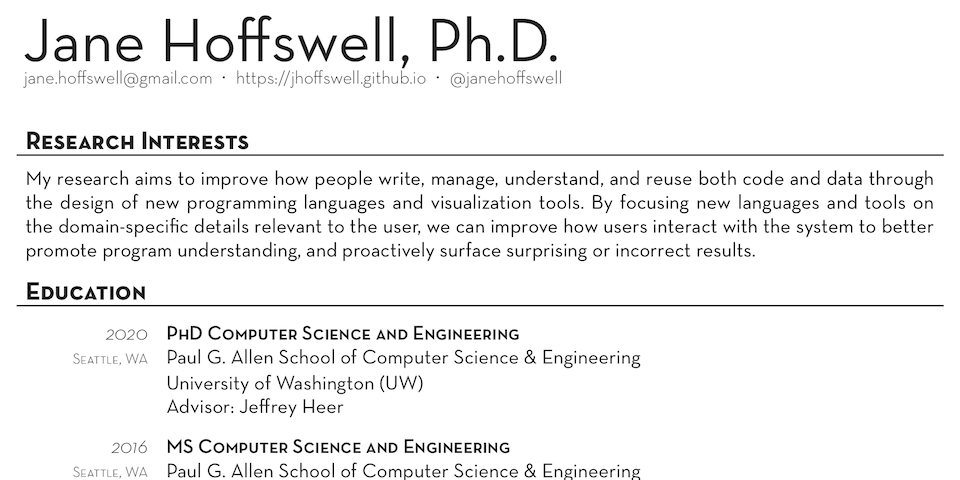 Jane Hoffswell, Ph.D.
jane.hoffswell@gmail.com · https://jhoffswell.github.io · @janehoffswell
Research Interests
My research aims to improve how people write, manage, understand, and reuse both code and data through
the design of new programming languages and visualization tools. By focusing new languages and tools on
the domain-specific details relevant to the user, we can improve how users interact with the system to better
promote program understanding, and proactively surface surprising or incorrect results.
Education
2020 PhD Computer Science and Engineering
Seattle, WA Paul G. Allen School of Computer Science & Engineering
University of Washington (UW)
Advisor: Jeffrey Heer
2016 MS Computer Science and Engineering
Seattle, WA Paul G. Allen School of Computer Science & Engineering